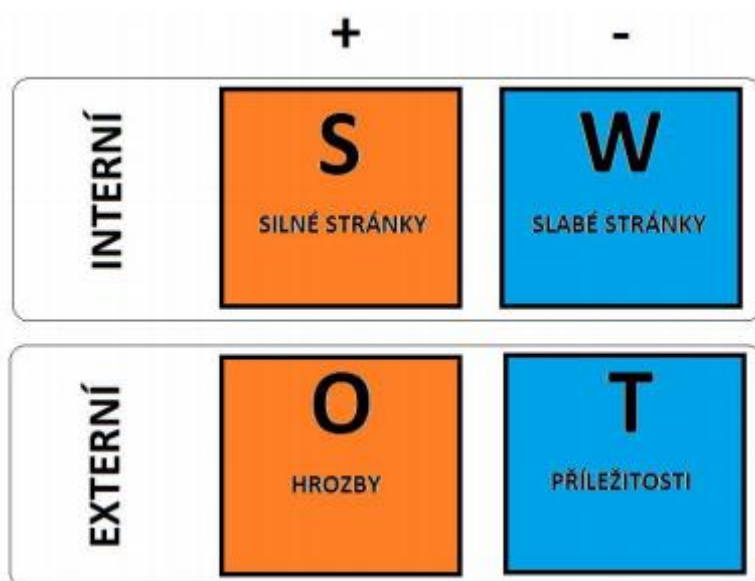 + -
INTERNÍ
S
SILNÉ STRÁNKY
W
SLABÉ STRÁNKY
EXTERNÍ
O
HROZBY
T
PŘÍLEŽITOSTI